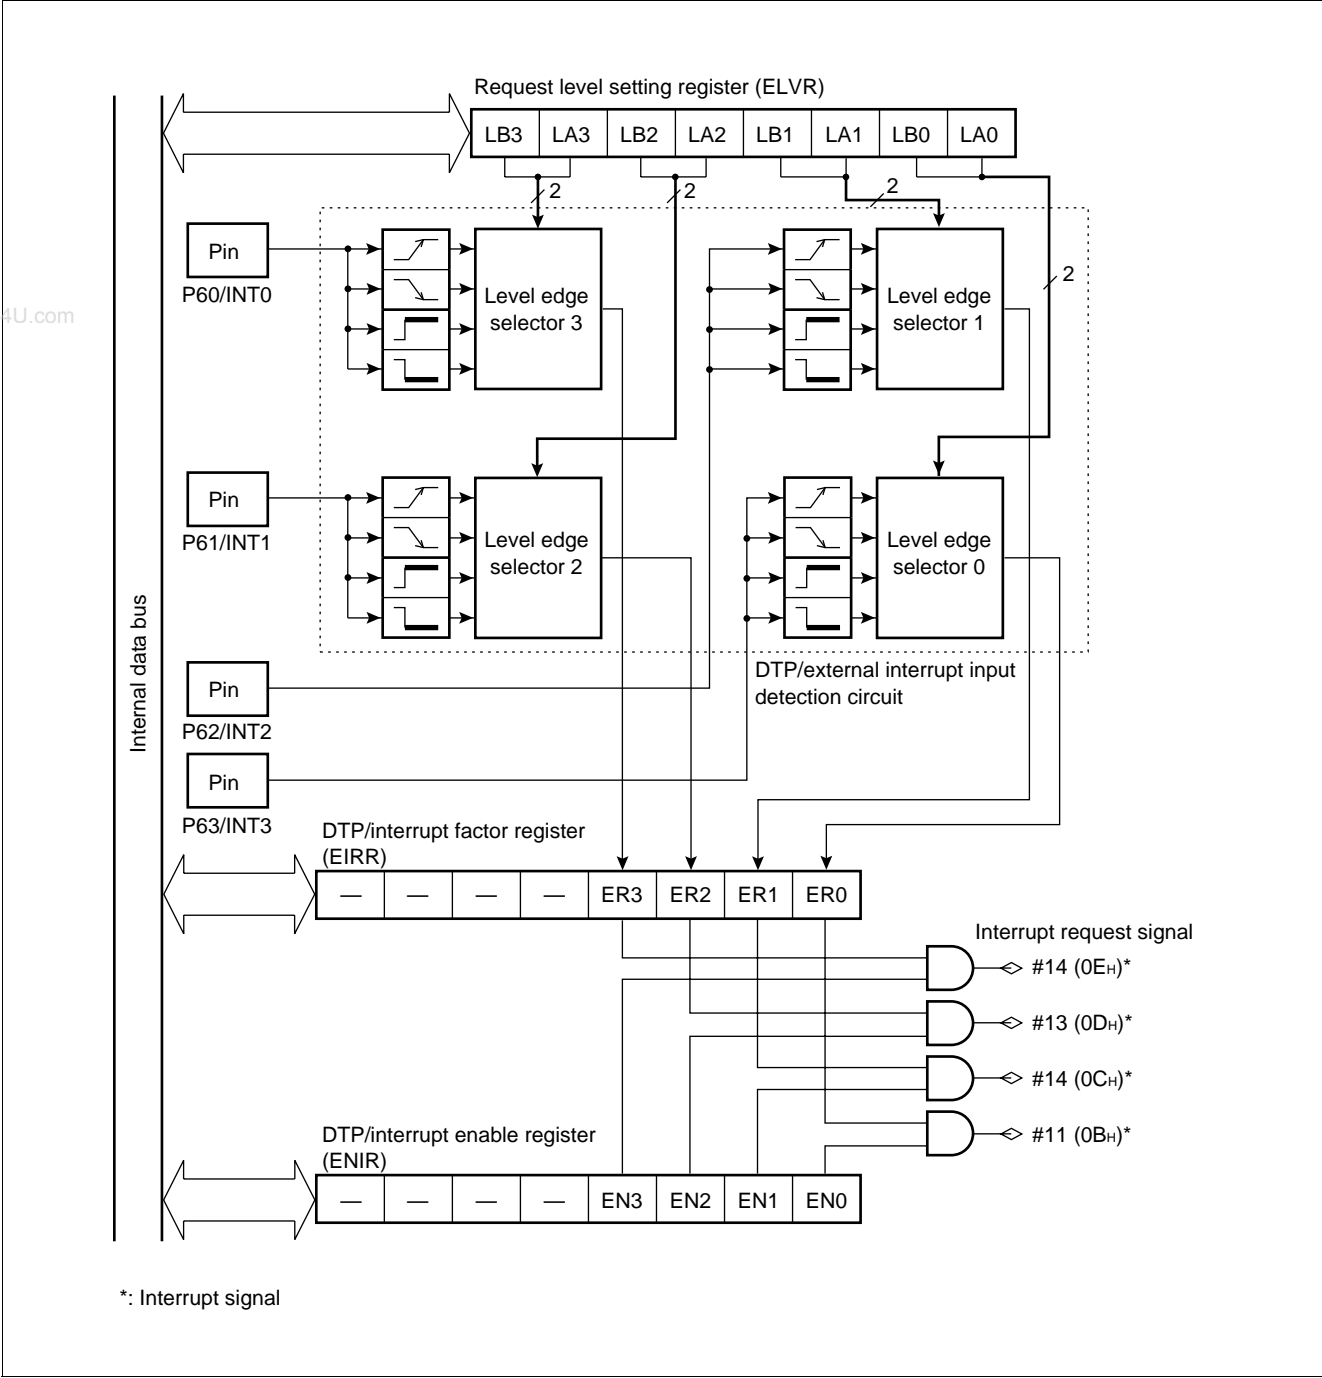 Request level setting register (ELVR)
LB3 LA3 LB2 LA2 LB1 LA1 LB0 LA0
2 2 2
Pin
P60/INT0
Level edge
selector 3
Level edge
selector 1
2
4U.com
Pin
P61/INT1
Level edge
selector 2
Level edge
selector 0
Internal data bus
DTP/external interrupt input
detection circuit
Pin
P62/INT2
Pin
P63/INT3
DTP/interrupt factor register
(EIRR)
— — — — ER3 ER2 ER1 ER0
Interrupt request signal
#14 (0EH)*
#13 (0DH)*
#14 (0CH)*
#11 (0BH)*
DTP/interrupt enable register
(ENIR)
— — — — EN3 EN2 EN1 EN0
*: Interrupt signal